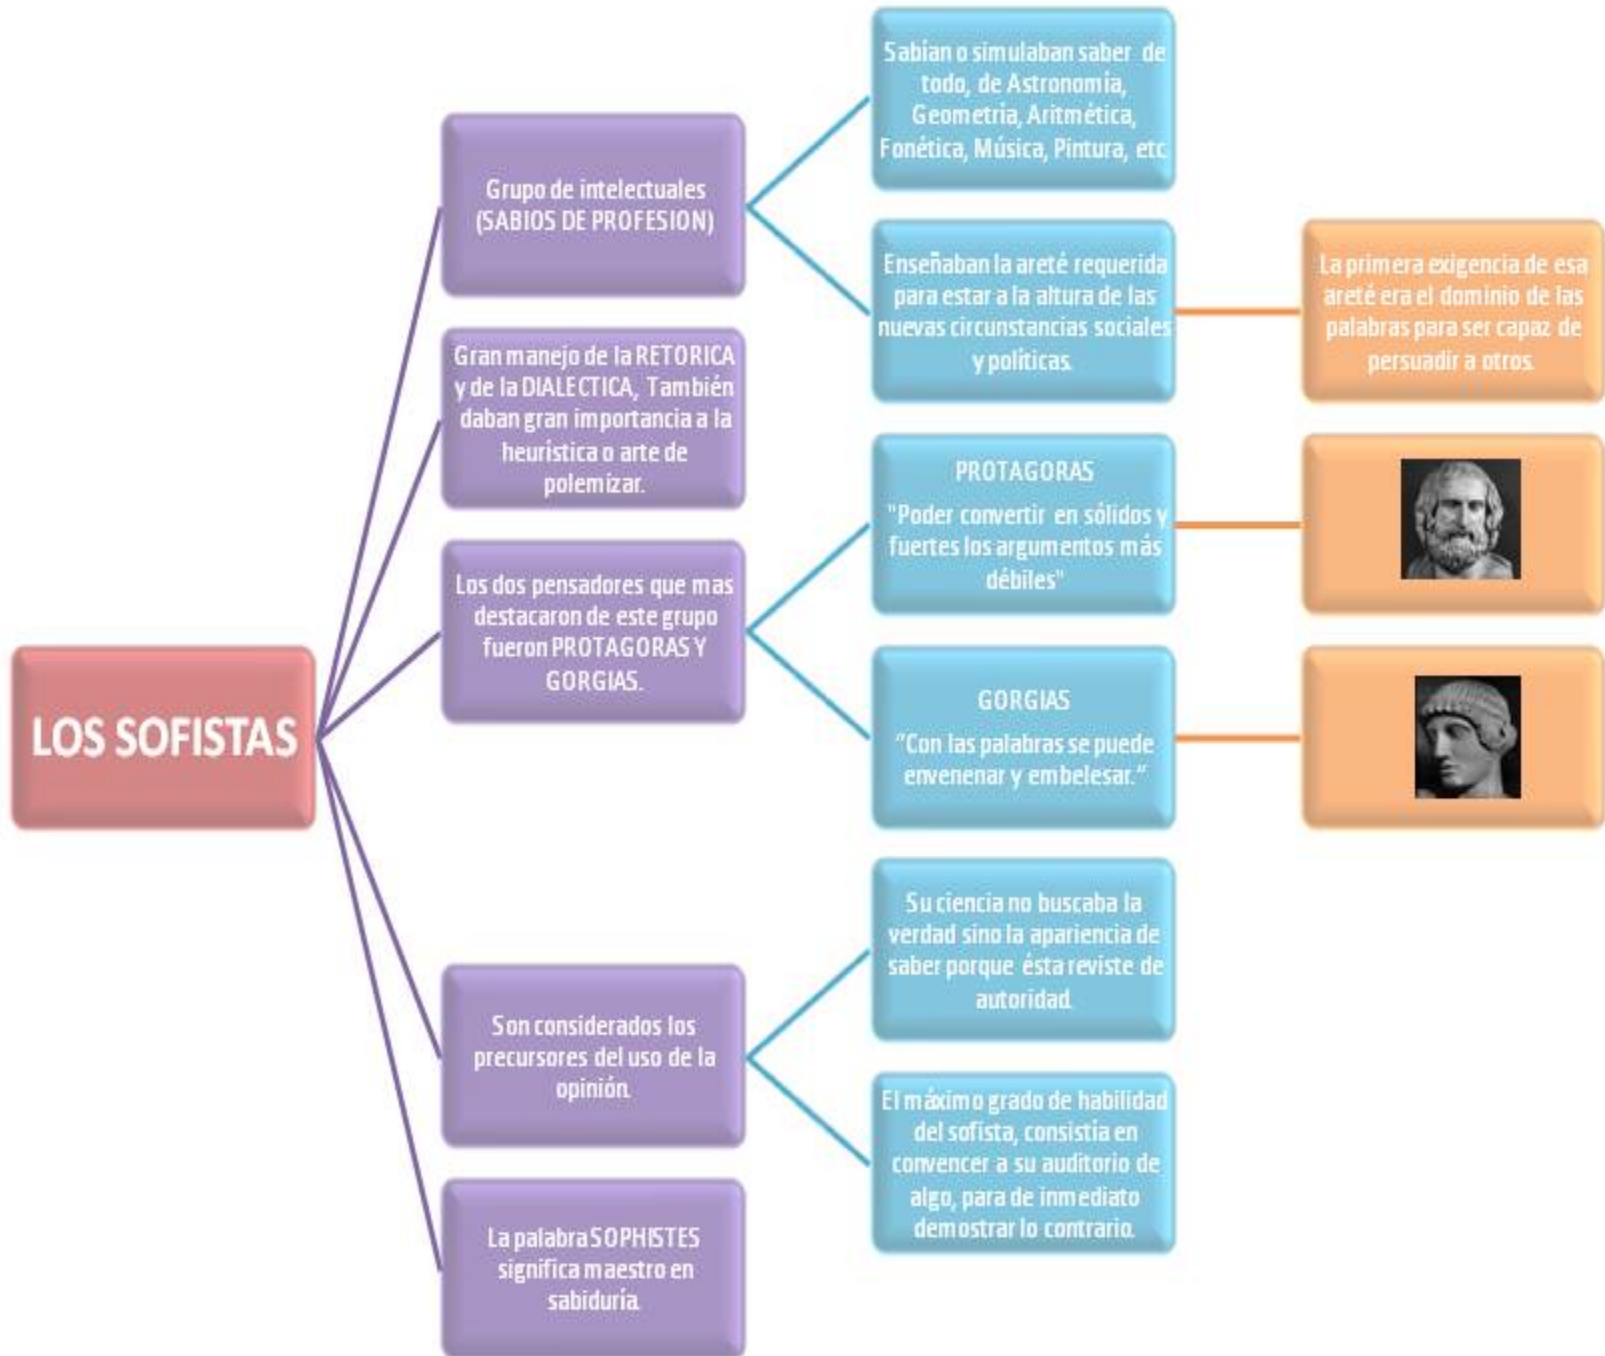 LOS SOFISTAS
Grupo de intelectuales
(SABIOS DE PROFESION)
Sabían o simulaban saber de
todo, de Astronomía,
Geometría, Aritmética,
Fonética, Música, Pintura, etc
Enseñaban la areté requerida
para estar a la altura de las
nuevas circunstancias sociales
y políticas.
La primera exigencia de esa
areté era el dominio de las
palabras para ser capaz de
persuadir a otros.
Gran manejo de la RETORICA
y de la DIALECTICA, También
daban gran importancia a la
heurística o arte de
polemizar.
Los dos pensadores que mas
destacaron de este grupo
fueron PROTAGORAS Y
GORGIAS.
PROTAGORAS
"Poder convertir en sólidos y
fuertes los argumentos más
débiles"
GORGIAS
"Con las palabras se puede
envenenar y embelesar."
Son considerados los
precursores del uso de la
opinión.
Su ciencia no buscaba la
verdad sino la apariencia de
saber porque ésta reviste de
autoridad.
El máximo grado de habilidad
del sofista, consistía en
convencer a su auditorio de
algo, para de inmediato
demostrar lo contrario.
La palabra SOPHISTES
significa maestro en
sabiduría.